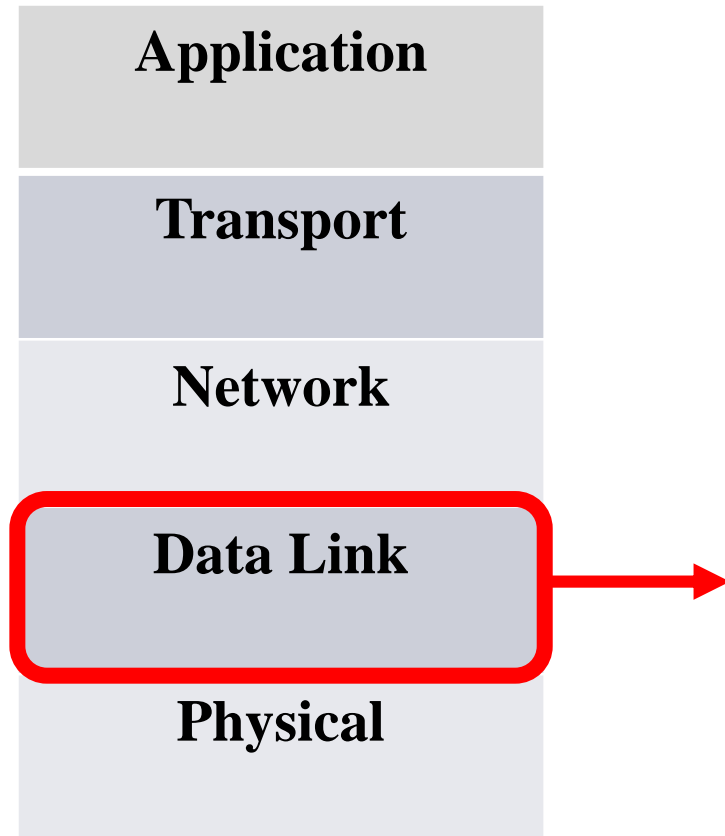 Application
Transport
Network
Data Link
Physical